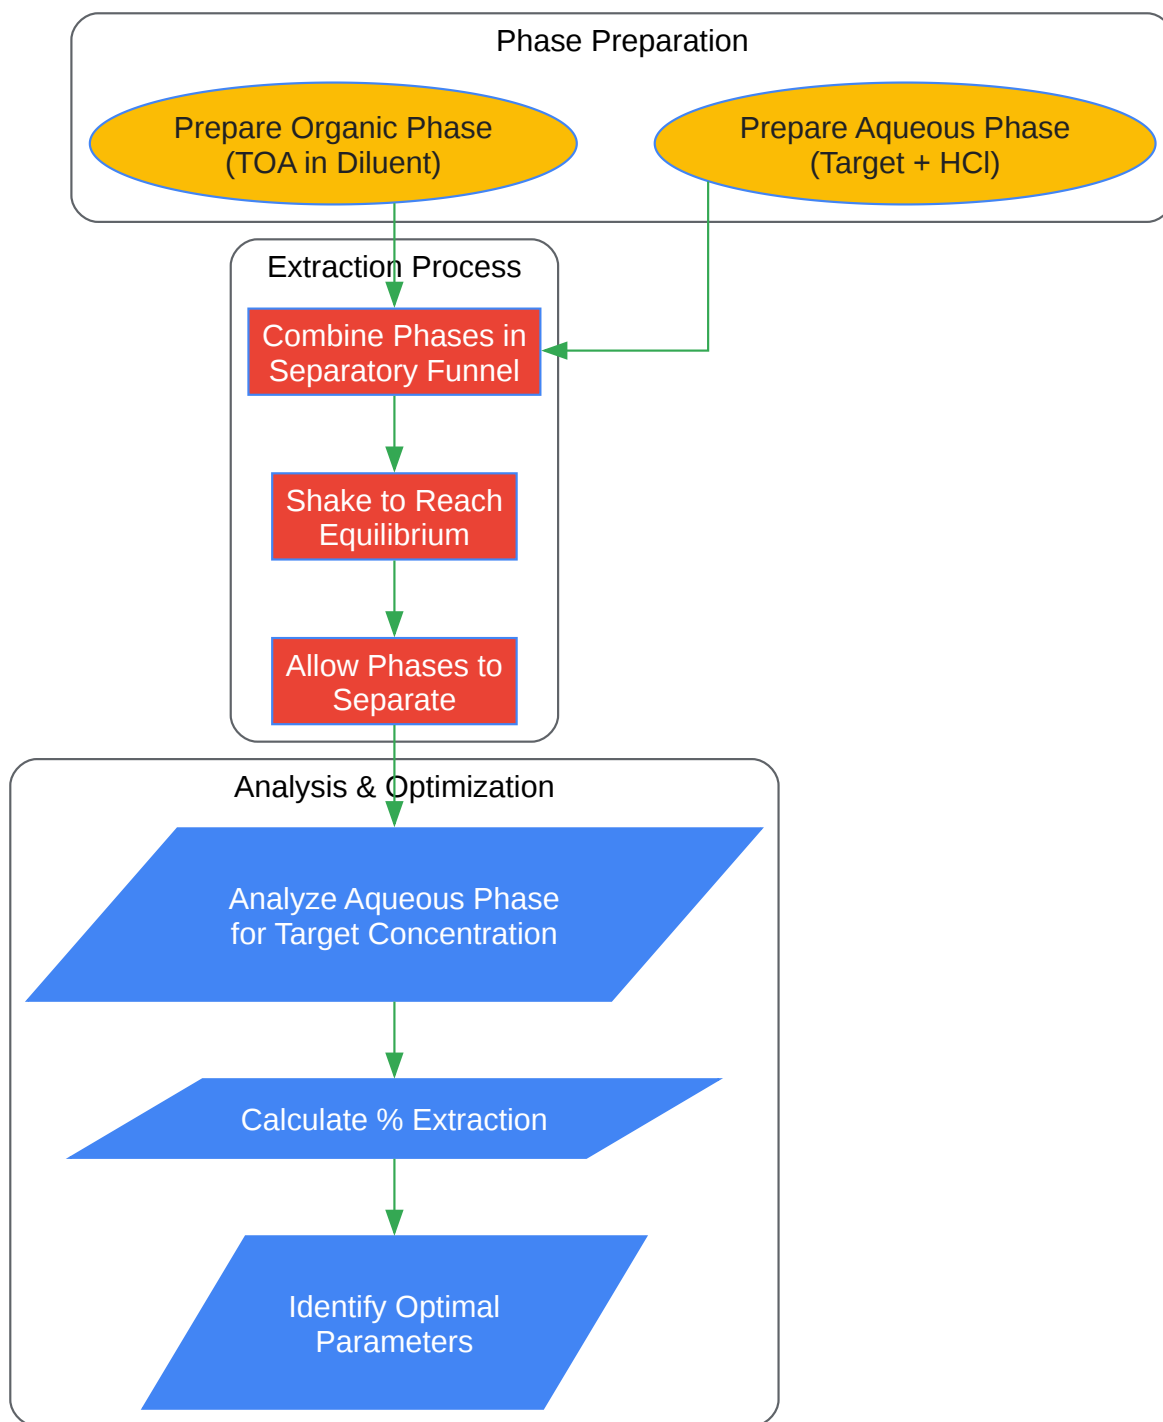 Phase Preparation
Prepare Organic Phase
(TOA in Diluent)
Prepare Aqueous Phase
(Target + HCl)
Extraction Process
Combine Phases in
Separatory Funnel
Shake to Reach
Equilibrium
Allow Phases to
Separate
Analysis & Optimization
Analyze Aqueous Phase
for Target Concentration
Calculate % Extraction
Identify Optimal
Parameters